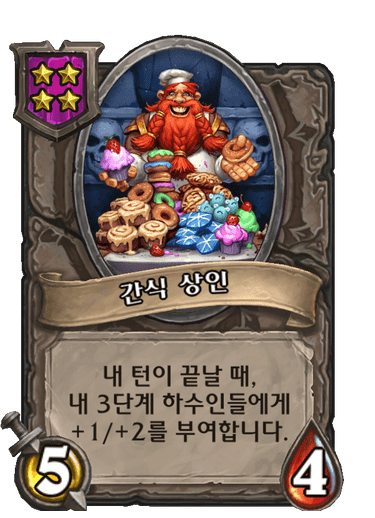 간식 상인
내 턴이 끝날 때,
내 3단계 하수인들에게
+1/+2를 부여합니다.
5
4